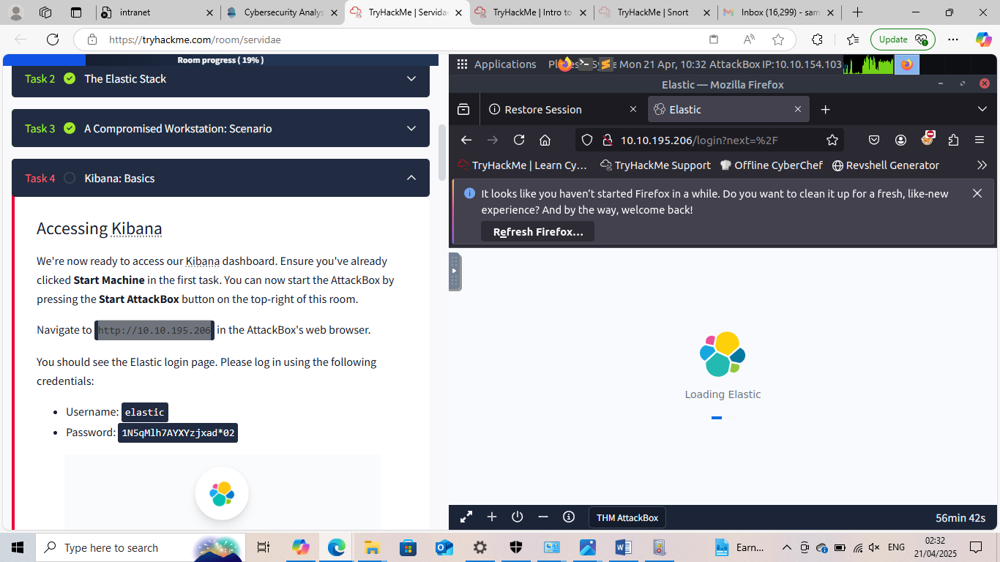 intranet
Cybersecurity Analys
TryHackMe | Servidae
TryHackMe | Intro to
TryHackMe | Snort
Inbox (16,299) - sam
https://tryhackme.com/room/servidae
Update
Room progress ( 19% )
Task 2 The Elastic Stack
Task 3 A Compromised Workstation: Scenario
Task 4 Kibana: Basics
Accessing Kibana
We're now ready to access our Kibana dashboard. Ensure you've already
clicked Start Machine in the first task. You can now start the AttackBox by
pressing the Start AttackBox button on the top-right of this room.
Navigate to http://10.10.195.206 in the AttackBox's web browser.
You should see the Elastic login page. Please log in using the following
credentials:
Username: elastic
Password: 1N5qMlh7AYXYzjxad*02
Applications Mon 21 Apr, 10:32 AttackBox IP:10.10.154.103
Elastic — Mozilla Firefox
Restore Session
Elastic
10.10.195.206/login?next=%2F
TryHackMe | Learn Cy...
TryHackMe Support
Offline CyberChef
Revshell Generator
It looks like you haven't started Firefox in a while. Do you want to clean it up for a fresh, like-new
experience? And by the way, welcome back!
Refresh Firefox...
Loading Elastic
THM AttackBox
56min 42s
Type here to search
Earn...
ENG
02:32
21/04/2025